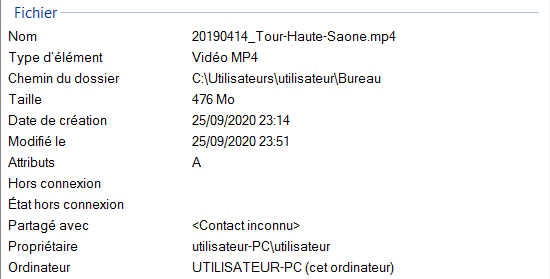 Fichier
Nom 20190414_Tour-Haute-Saone.mp4
Type d'élément Vidéo MP4
Chemin du dossier C:\Utilisateurs\utilisateur\Bureau
Taille 476 Mo
Date de création 25/09/2020 23:14
Modifié le 25/09/2020 23:51
Attributs A
Hors connexion
État hors connexion
Partagé avec <Contact inconnu>
Propriétaire utilisateur-PC\utilisateur
Ordinateur UTILISATEUR-PC (cet ordinateur)